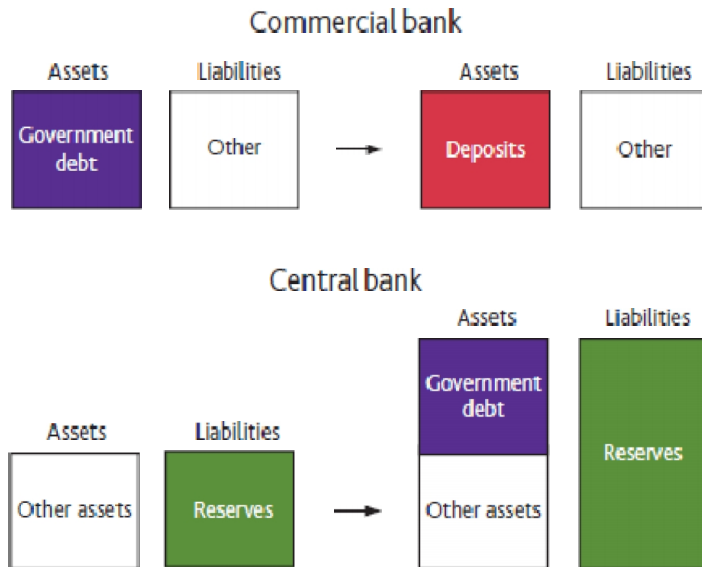 Commercial bank
Assets Liabilities Assets Liabilities
Government
debt
Other
Deposits
Other
Central bank
Assets Liabilities
Government
debt
Assets Liabilities
Reserves
Other assets
Reserves
Other assets